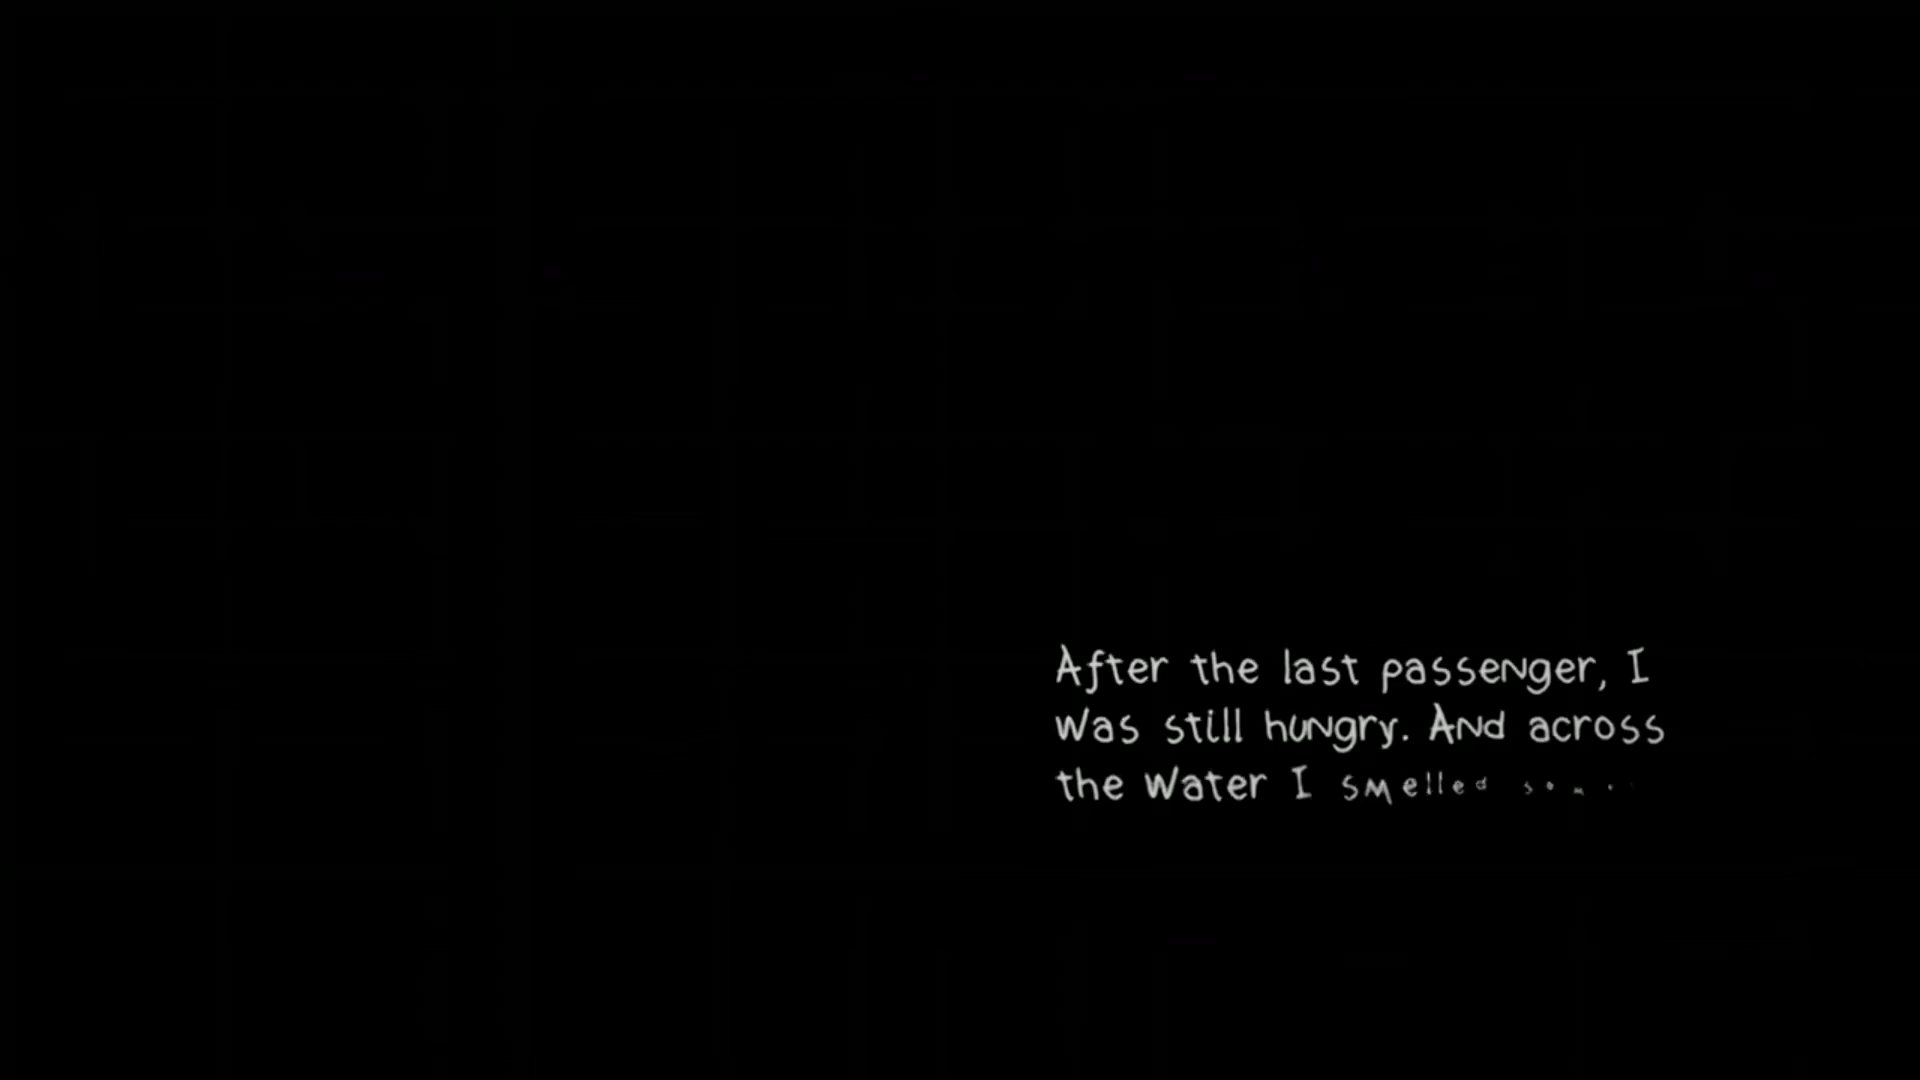 After the last passenger, I
was still hungry. And across
the water I smelled